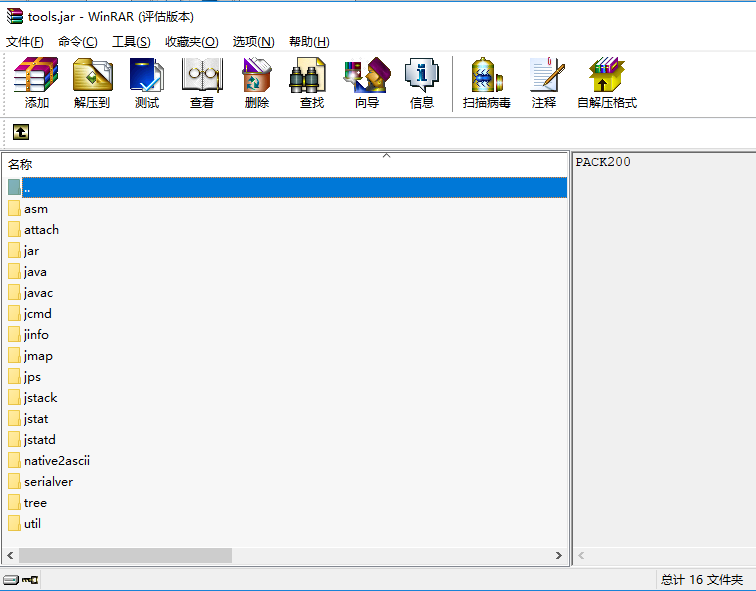 tools.jar - WinRAR (评估版本)
文件(F) 命令(C) 工具(S) 收藏夹(O) 选项(N) 帮助(H)
添加 解压到 测试 查看 删除 查找 向导 信息 扫描病毒 注释 自解压格式
名称
PACK200
..
asm
attach
jar
java
javac
jcmd
jinfo
jmap
jps
jstack
jstat
jstatd
native2ascii
serialver
tree
util
总计 16 文件夹